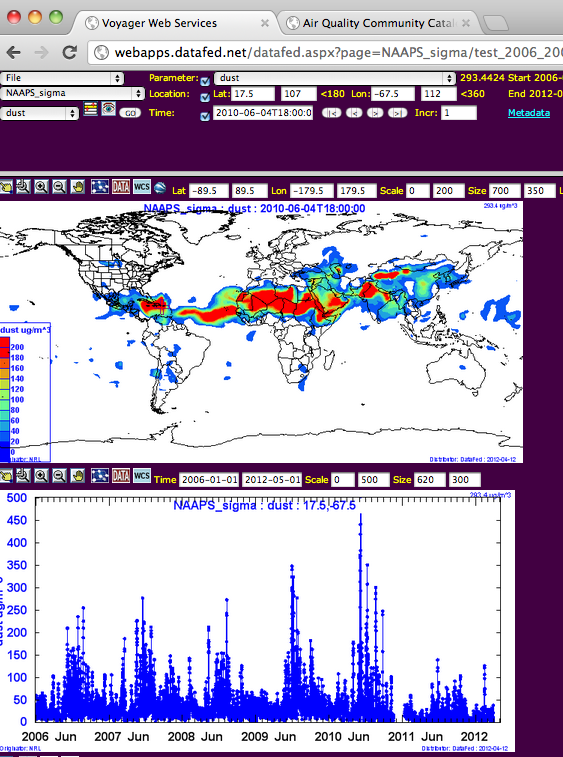 Voyager Web Services
Air Quality Community Catal
webapps.datafed.net/datafed.aspx?page=NAAPS_sigma/test_2006_200
File Parameter: dust 293.4424 Start 2006-
NAAPS_sigma Location: Lat: 17.5 107 <180 Lon: -67.5 112 <360 End 2012-0
dust GO Time: 2010-06-04T18:00:0 |< < > >| Incr: 1 Metadata
DATA WCS Lat -89.5 89.5 Lon -179.5 179.5 Scale 0 200 Size 700 350 L
NAAPS_sigma : dust : 2010-06-04T18:00:00 293.4 ug/m^3
dust ug/m^3
200
180
160
140
120
100
80
60
40
20
0
Originator: NRL Distributor: DataFed : 2012-04-12
DATA WCS Time 2006-01-01 2012-05-01 Scale 0 500 Size 620 300
293.4 ug/m^3
NAAPS_sigma : dust : 17.5,-67.5
500
450
400
350
300
250
200
150
100
50
0
dust ug/m^3
2006 Jun 2007 Jun 2008 Jun 2009 Jun 2010 Jun 2011 Jun 2012
Originator: NRL Distributor: DataFed : 2012-04-12